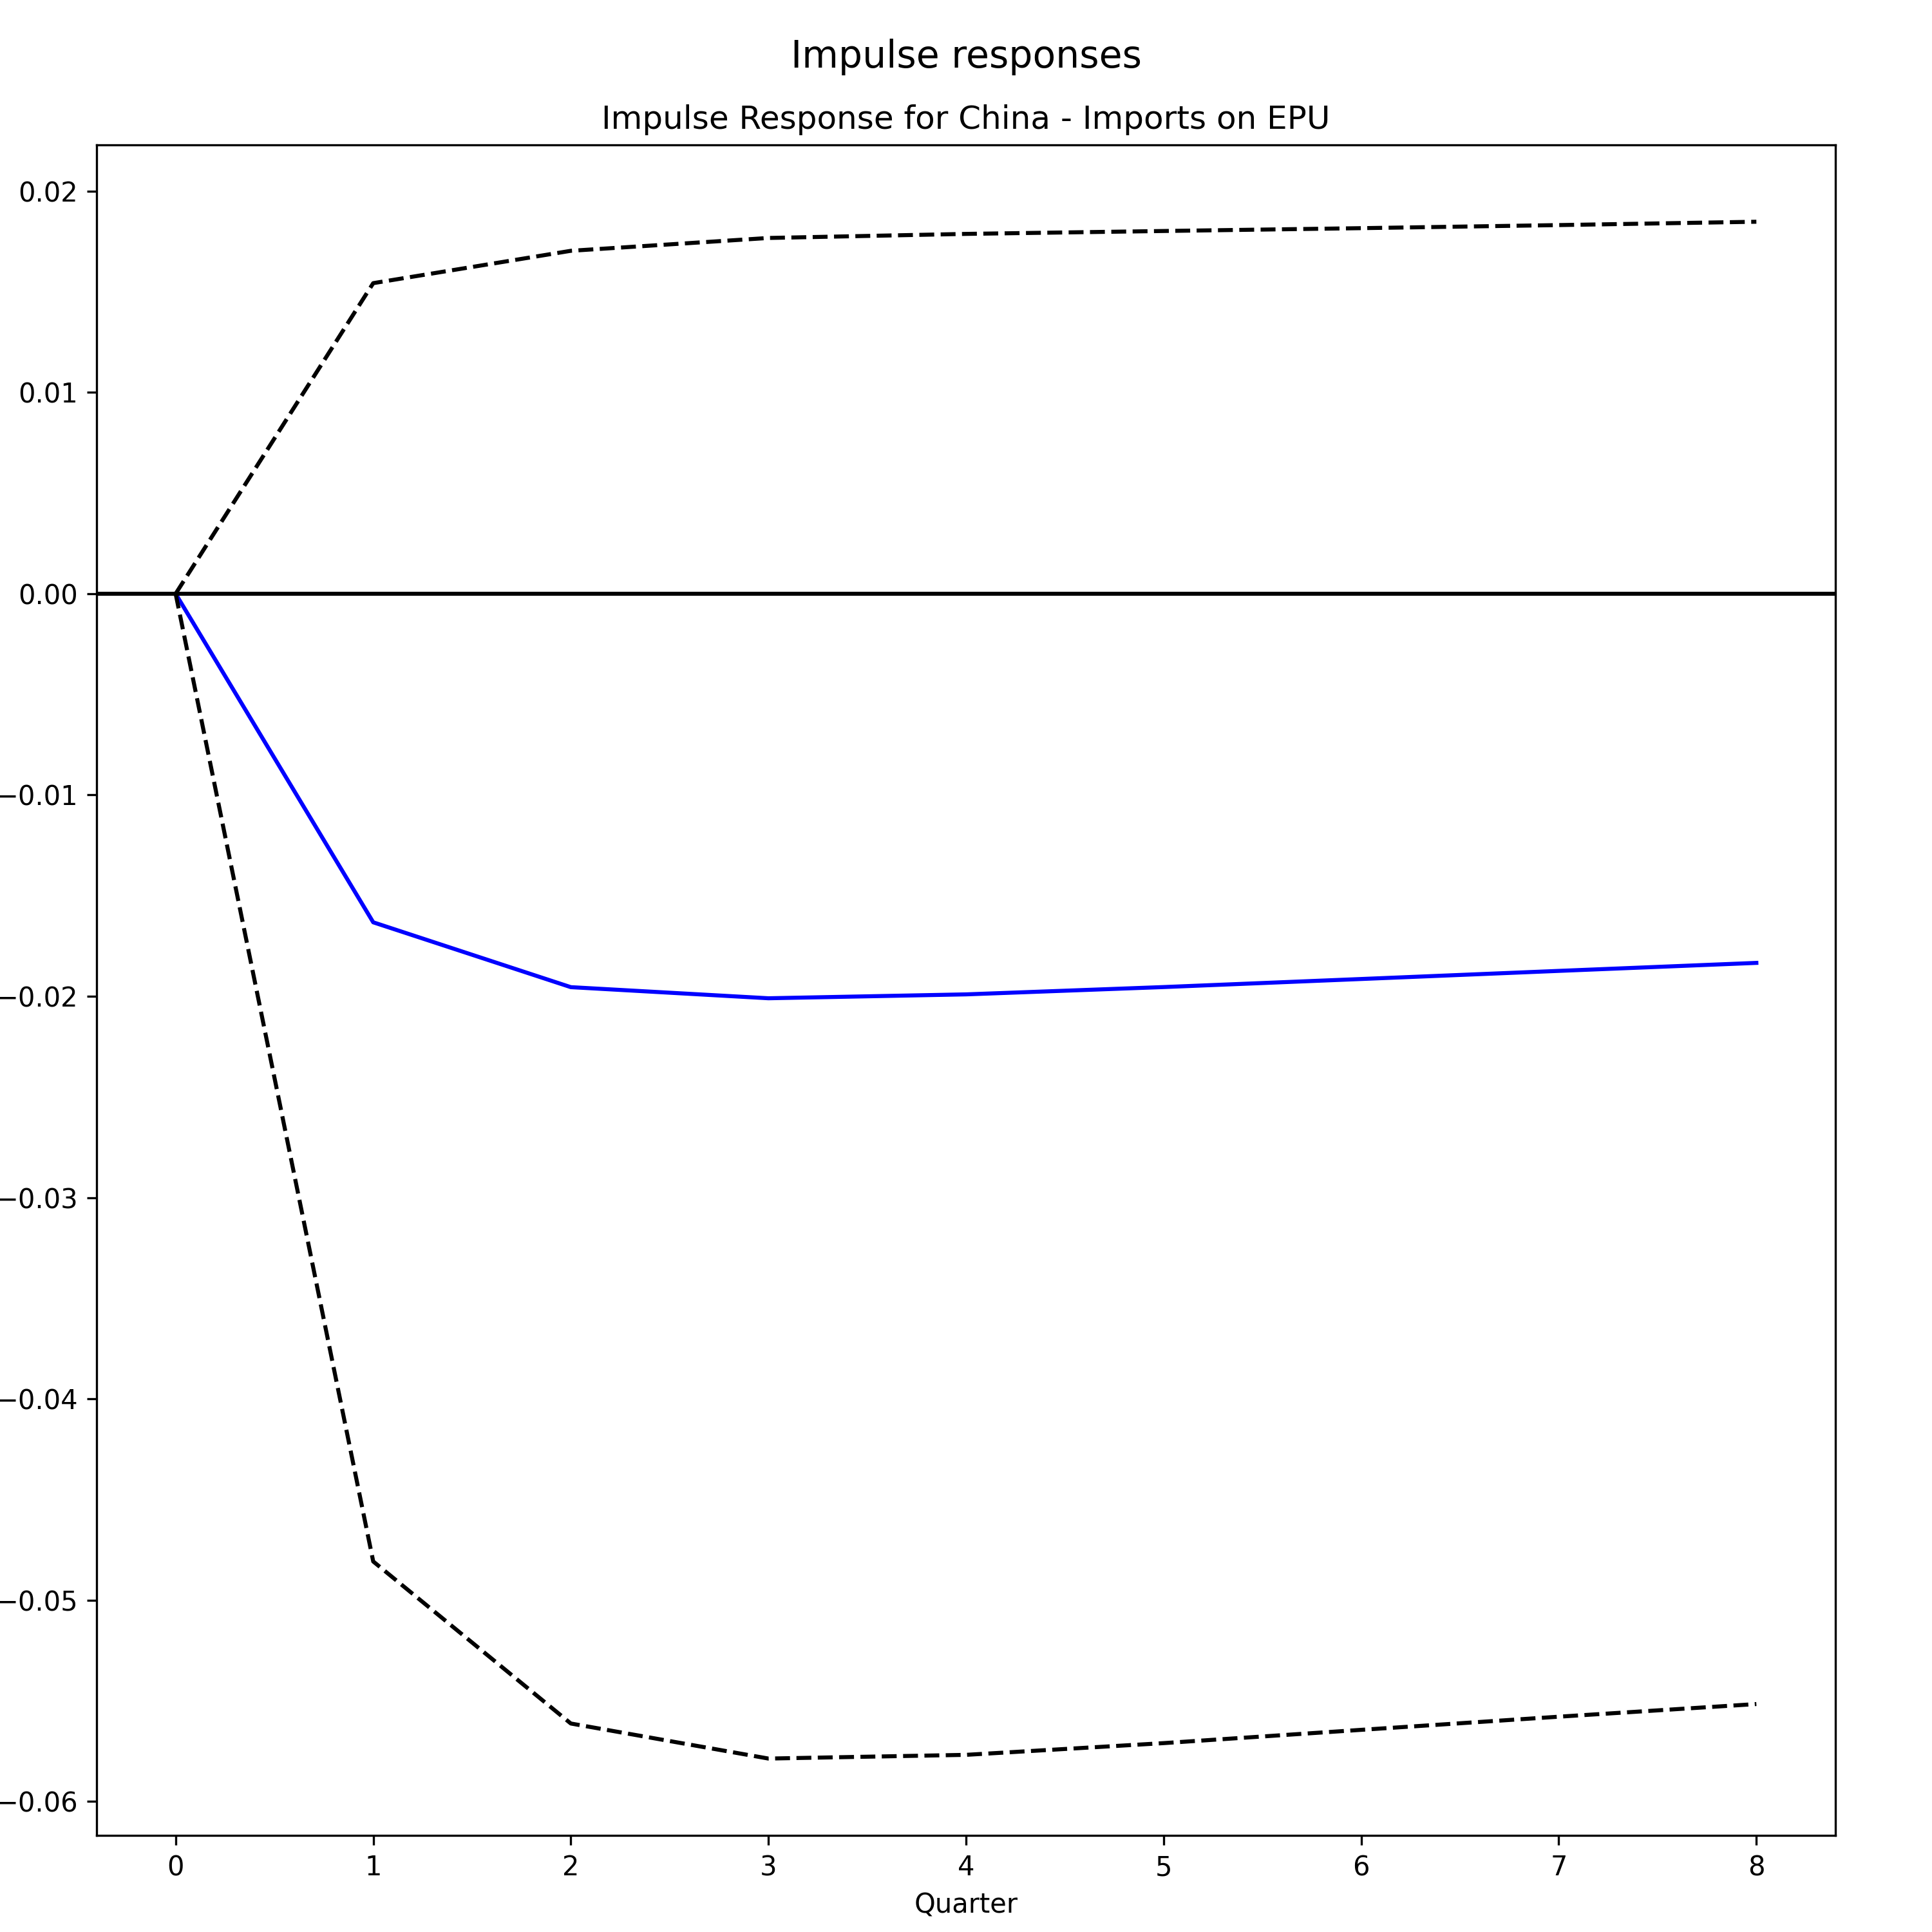 Impulse responses
Impulse Response for China - Imports on EPU
0.02
0.01
0.00
−0.01
−0.02
−0.03
−0.04
−0.05
−0.06
0 1 2 3 4 5 6 7 8
Quarter